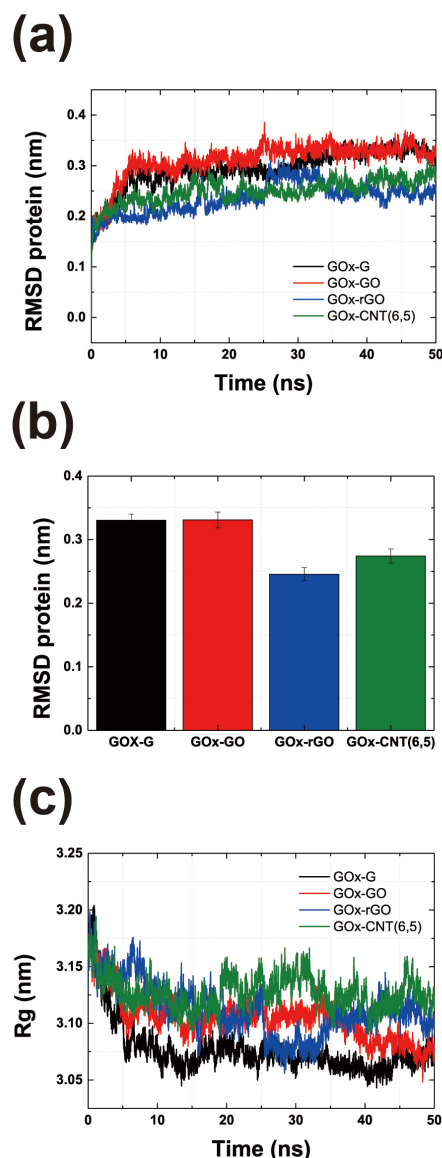 (a)
RMSD protein (nm)
0.4
0.3
0.2
0.1
0.0
GOx-G
GOx-GO
GOx-rGO
GOx-CNT(6,5)
0 10 20 30 40 50
Time (ns)
(b)
RMSD protein (nm)
0.4
0.3
0.2
0.1
0.0
GOX-G GOx-GO GOx-rGO GOx-CNT(6,5)
(c)
Rg (nm)
3.25
3.20
3.15
3.10
3.05
GOx-G
GOx-GO
GOx-rGO
GOx-CNT(6,5)
0 10 20 30 40 50
Time (ns)